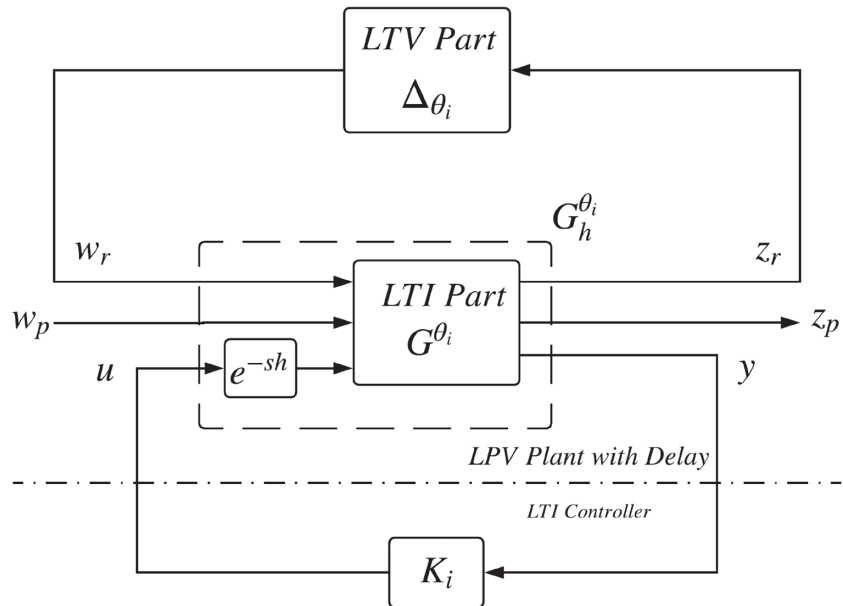 LTV Part
Δ_{θ_i}
G_h^{θ_i}
w_r
z_r
LTI Part
w_p
z_p
G^{θ_i}
u
e^{-sh}
y
LPV Plant with Delay
LTI Controller
K_i